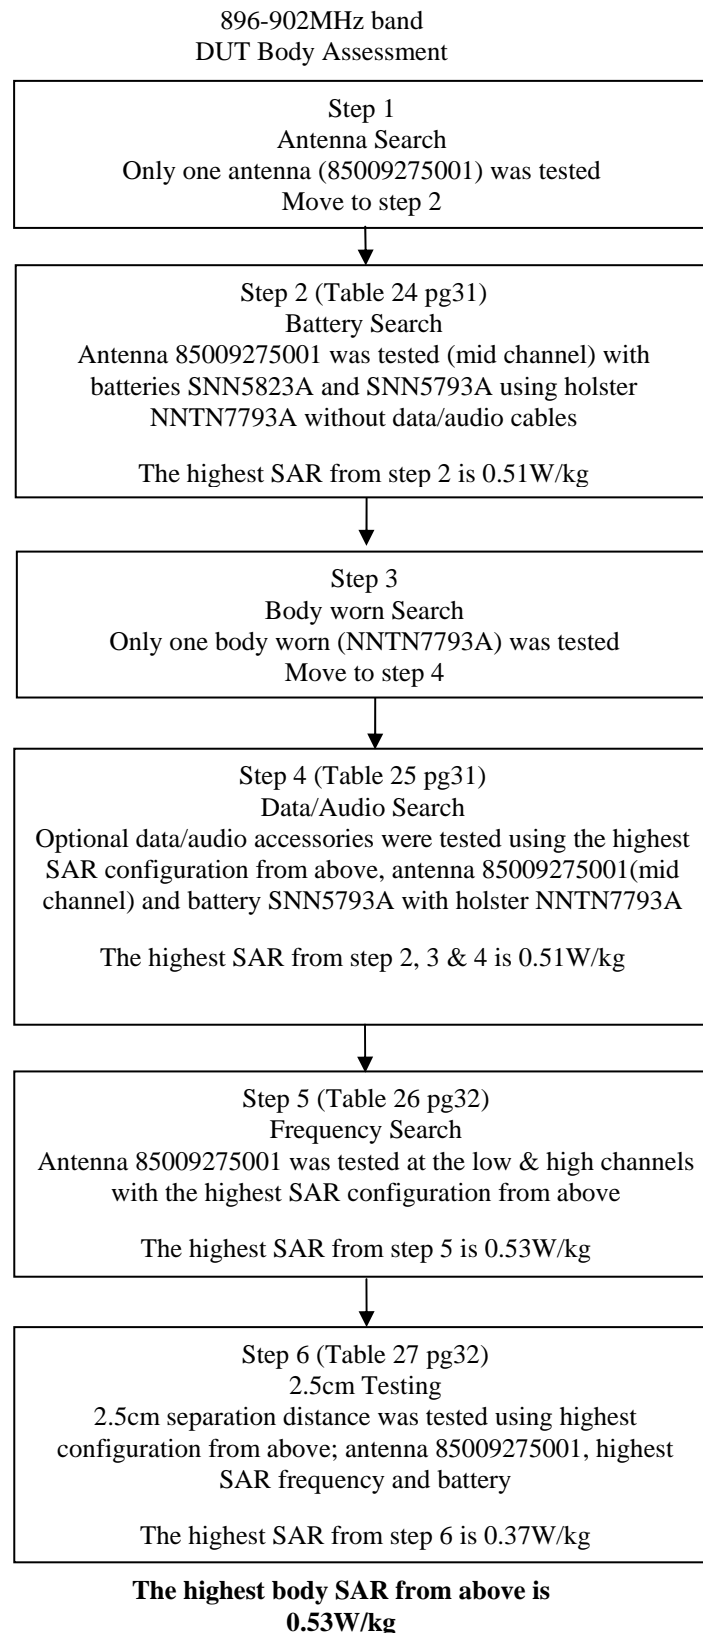 896-902MHz band
DUT Body Assessment
Step 1
Antenna Search
Only one antenna (85009275001) was tested
Move to step 2
Step 2 (Table 24 pg31)
Battery Search
Antenna 85009275001 was tested (mid channel) with
batteries SNN5823A and SNN5793A using holster
NNTN7793A without data/audio cables
The highest SAR from step 2 is 0.51W/kg
Step 3
Body worn Search
Only one body worn (NNTN7793A) was tested
Move to step 4
Step 4 (Table 25 pg31)
Data/Audio Search
Optional data/audio accessories were tested using the highest
SAR configuration from above, antenna 85009275001(mid
channel) and battery SNN5793A with holster NNTN7793A
The highest SAR from step 2, 3 & 4 is 0.51W/kg
Step 5 (Table 26 pg32)
Frequency Search
Antenna 85009275001 was tested at the low & high channels
with the highest SAR configuration from above
The highest SAR from step 5 is 0.53W/kg
Step 6 (Table 27 pg32)
2.5cm Testing
2.5cm separation distance was tested using highest
configuration from above; antenna 85009275001, highest
SAR frequency and battery
The highest SAR from step 6 is 0.37W/kg
The highest body SAR from above is
0.53W/kg